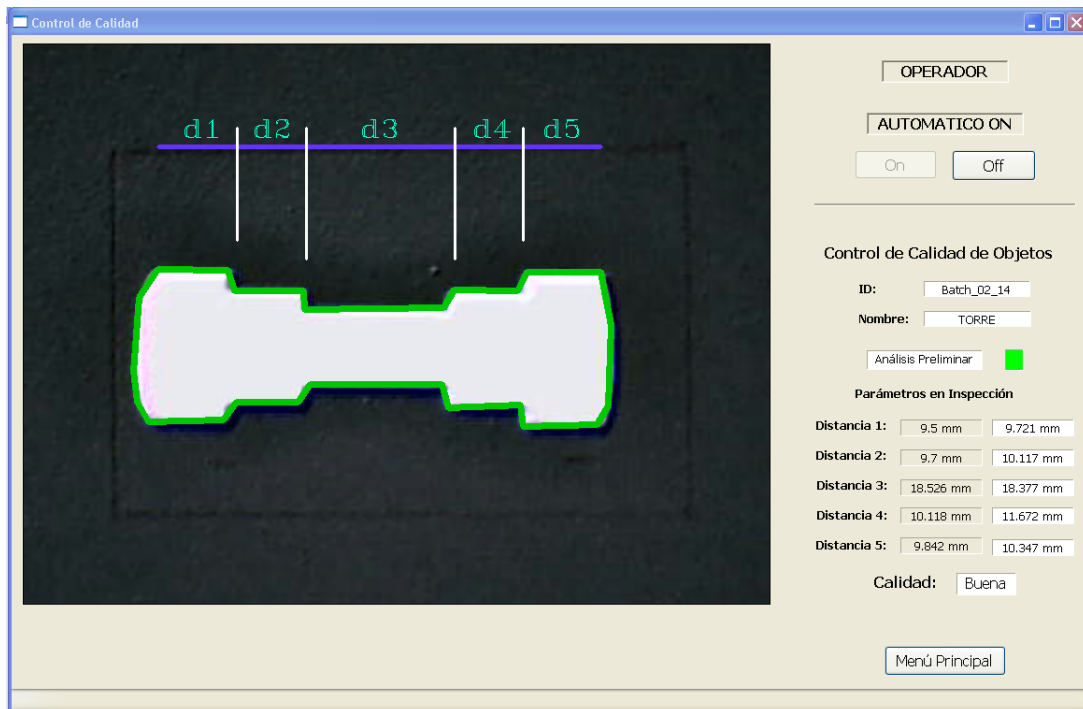 Control de Calidad
d1 d2 d3 d4 d5
OPERADOR
AUTOMATICO ON
On Off
Control de Calidad de Objetos
ID: Batch_02_14
Nombre: TORRE
Análisis Preliminar
Parámetros en Inspección
Distancia 1: 9.5 mm 9.721 mm
Distancia 2: 9.7 mm 10.117 mm
Distancia 3: 18.526 mm 18.377 mm
Distancia 4: 10.118 mm 11.672 mm
Distancia 5: 9.842 mm 10.347 mm
Calidad: Buena
Menú Principal